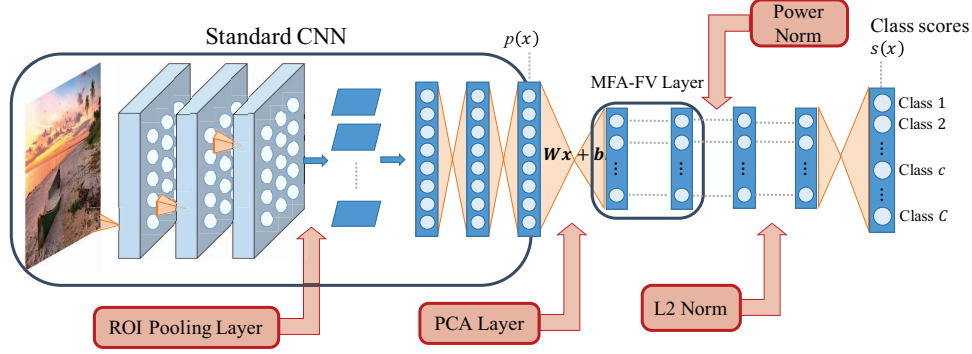 Standard CNN
p(x)
Power
Norm
Class scores
s(x)
MFA-FV Layer
Wx + b
Class 1
Class 2
Class c
Class C
ROI Pooling Layer
PCA Layer
L2 Norm